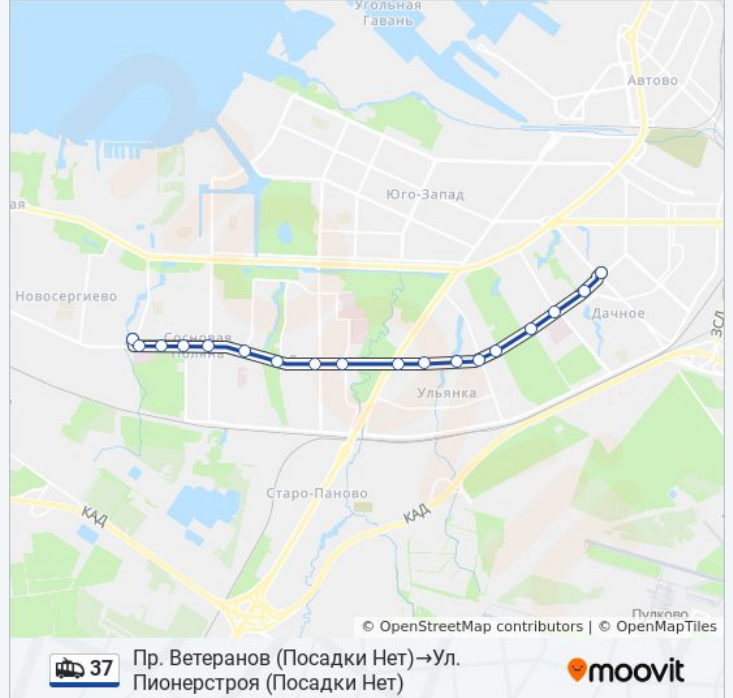 Угольная
Гавань
Автово
Юго-Запад
ая
Новосергиево
Дачное
ЗСД
Сосновая
Поляна
Ульянка
Старо-Паново
КАД
КАД
Пулково
© OpenStreetMap contributors | © OpenMapTiles
37
Пр. Ветеранов (Посадки Нет)→Ул.
Пионерстроя (Посадки Нет)
moovit